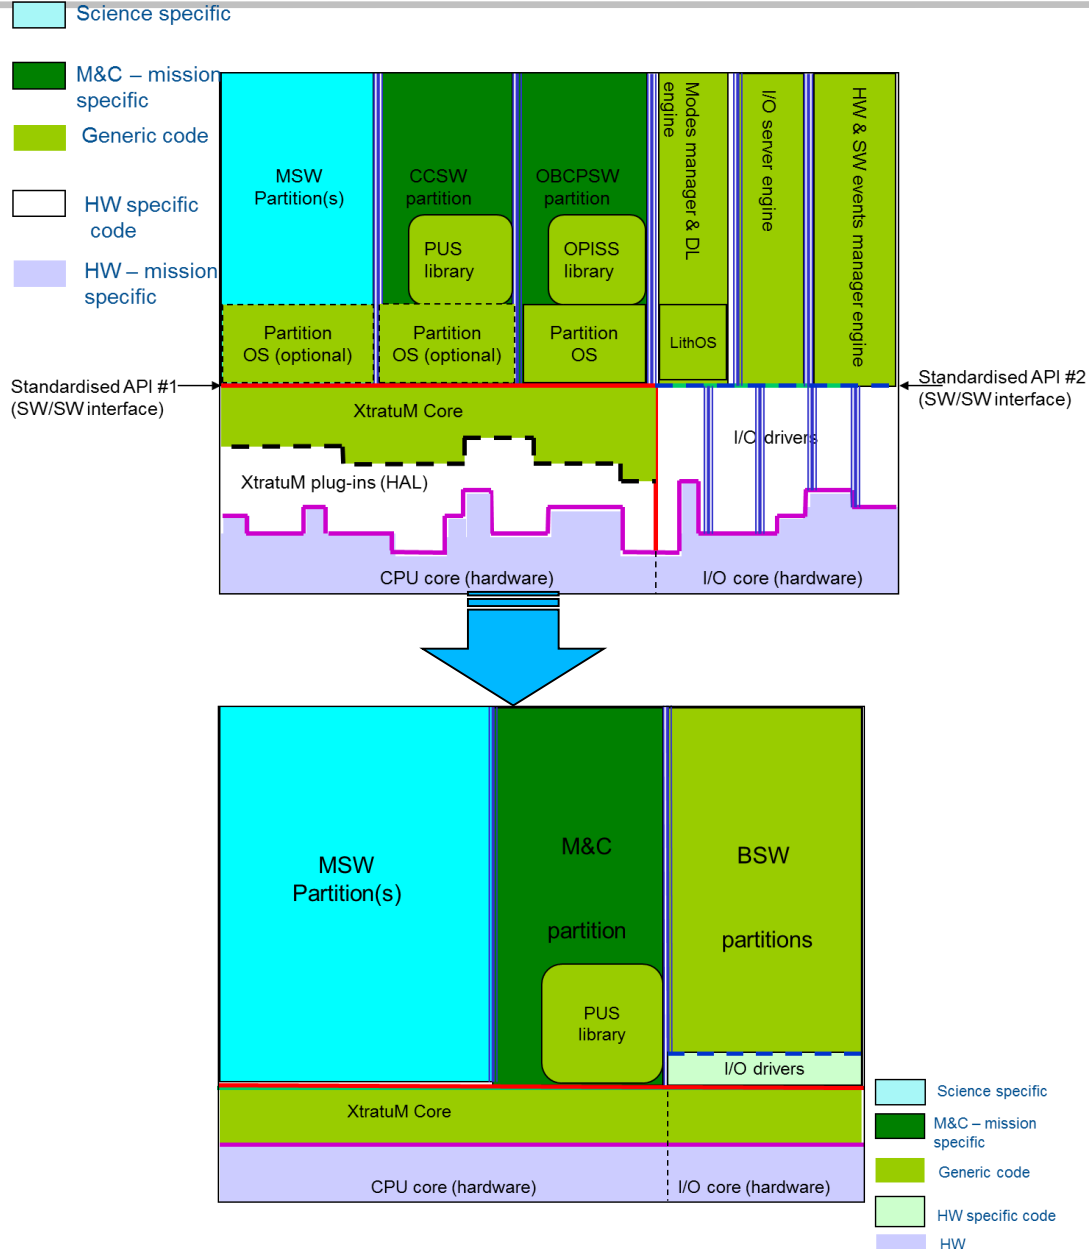 Science specific
M&C – mission
specific
Generic code
HW specific
code
HW – mission
specific
MSW
Partition(s)
CCSW
partition
PUS
library
OBCPSW
partition
OPISS
library
Modes manager & DL
engine
I/O server engine
HW & SW events manager engine
Partition
OS (optional)
Partition
OS (optional)
Partition
OS
LithOS
Standardised API #1
(SW/SW interface)
Standardised API #2
(SW/SW interface)
XtratuM Core
I/O drivers
XtratuM plug-ins (HAL)
CPU core (hardware)
I/O core (hardware)
MSW
Partition(s)
M&C
partition
PUS
library
BSW
partitions
I/O drivers
XtratuM Core
CPU core (hardware)
I/O core (hardware)
Science specific
M&C – mission
specific
Generic code
HW specific code
HW